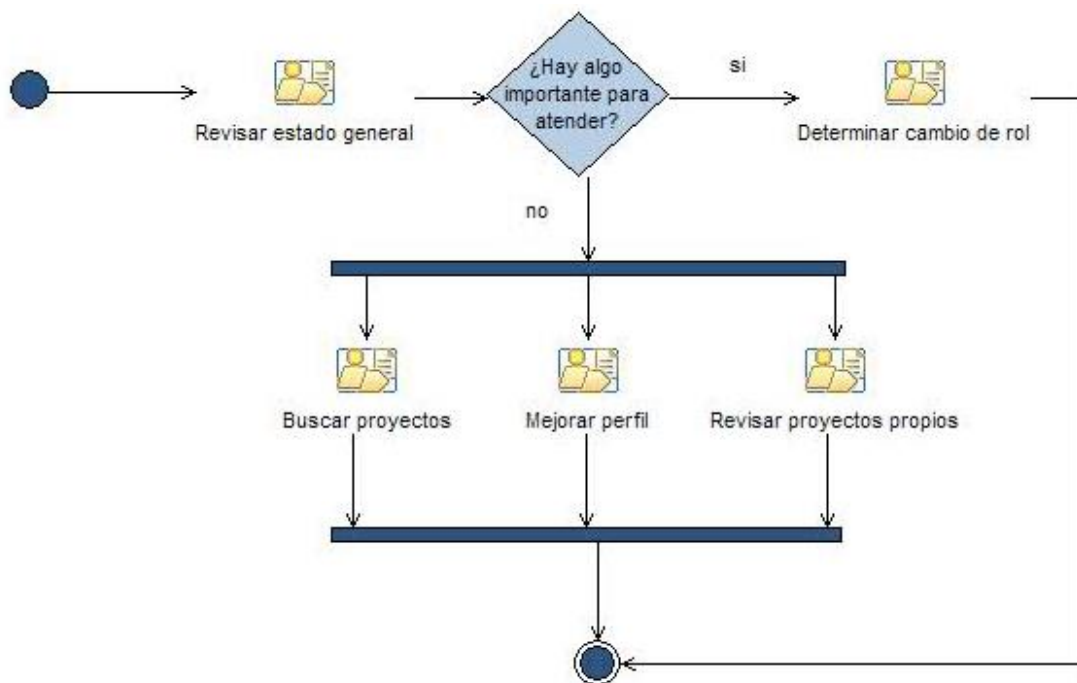 ¿Hay algo
importante para
atender?
si
Revisar estado general
Determinar cambio de rol
no
Buscar proyectos
Mejorar perfil
Revisar proyectos propios